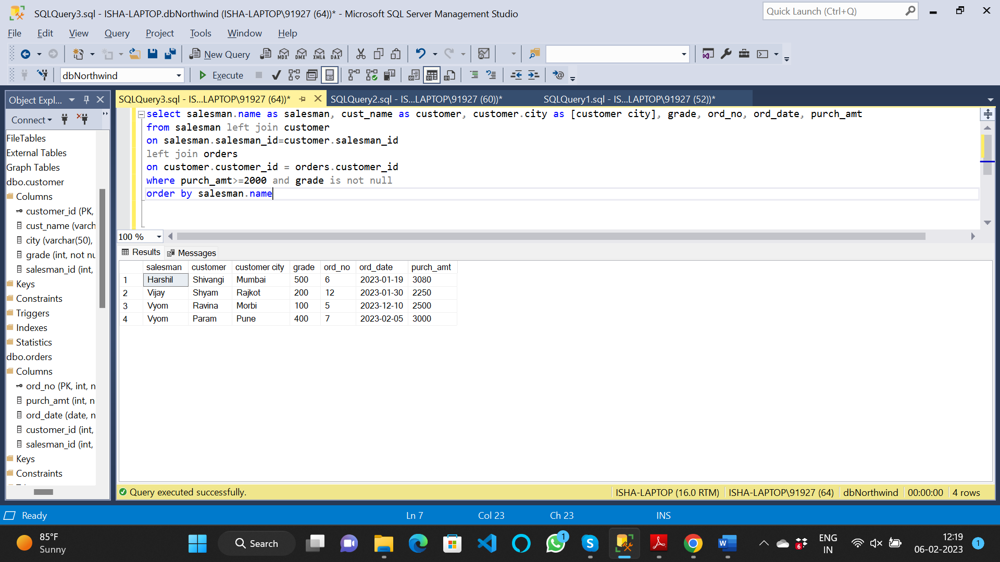 SQLQuery3.sql - ISHA-LAPTOP.dbNorthwind (ISHA-LAPTOP\91927 (64))* - Microsoft SQL Server Management Studio
Quick Launch (Ctrl+Q)
File Edit View Query Project Tools Window Help
New Query MDX DMX XMLA DAX
dbNorthwind Execute
Object Expl...
SQLQuery3.sql - IS...LAPTOP\91927 (64))* SQLQuery2.sql - IS...LAPTOP\91927 (60))* SQLQuery1.sql - IS...LAPTOP\91927 (52))*
Connect
FileTables
External Tables
Graph Tables
dbo.customer
Columns
customer_id (PK,
cust_name (varch
city (varchar(50),
grade (int, not nu
salesman_id (int,
Keys
Constraints
Triggers
Indexes
Statistics
dbo.orders
Columns
ord_no (PK, int, n
purch_amt (int, n
ord_date (date, n
customer_id (int,
salesman_id (int,
Keys
Constraints
select salesman.name as salesman, cust_name as customer, customer.city as [customer city], grade, ord_no, ord_date, purch_amt
from salesman left join customer
on salesman.salesman_id=customer.salesman_id
left join orders
on customer.customer_id = orders.customer_id
where purch_amt>=2000 and grade is not null
order by salesman.name
100 %
Results Messages
salesman customer customer city grade ord_no ord_date purch_amt
1 Harshil Shivangi Mumbai 500 6 2023-01-19 3080
2 Vijay Shyam Rajkot 200 12 2023-01-30 2250
3 Vyom Ravina Morbi 100 5 2023-12-10 2500
4 Vyom Param Pune 400 7 2023-02-05 3000
Query executed successfully. ISHA-LAPTOP (16.0 RTM) ISHA-LAPTOP\91927 (64) dbNorthwind 00:00:00 4 rows
Ready Ln 7 Col 23 Ch 23 INS
85°F
Sunny
Search
1
6
ENG
IN
12:19
06-02-2023
1